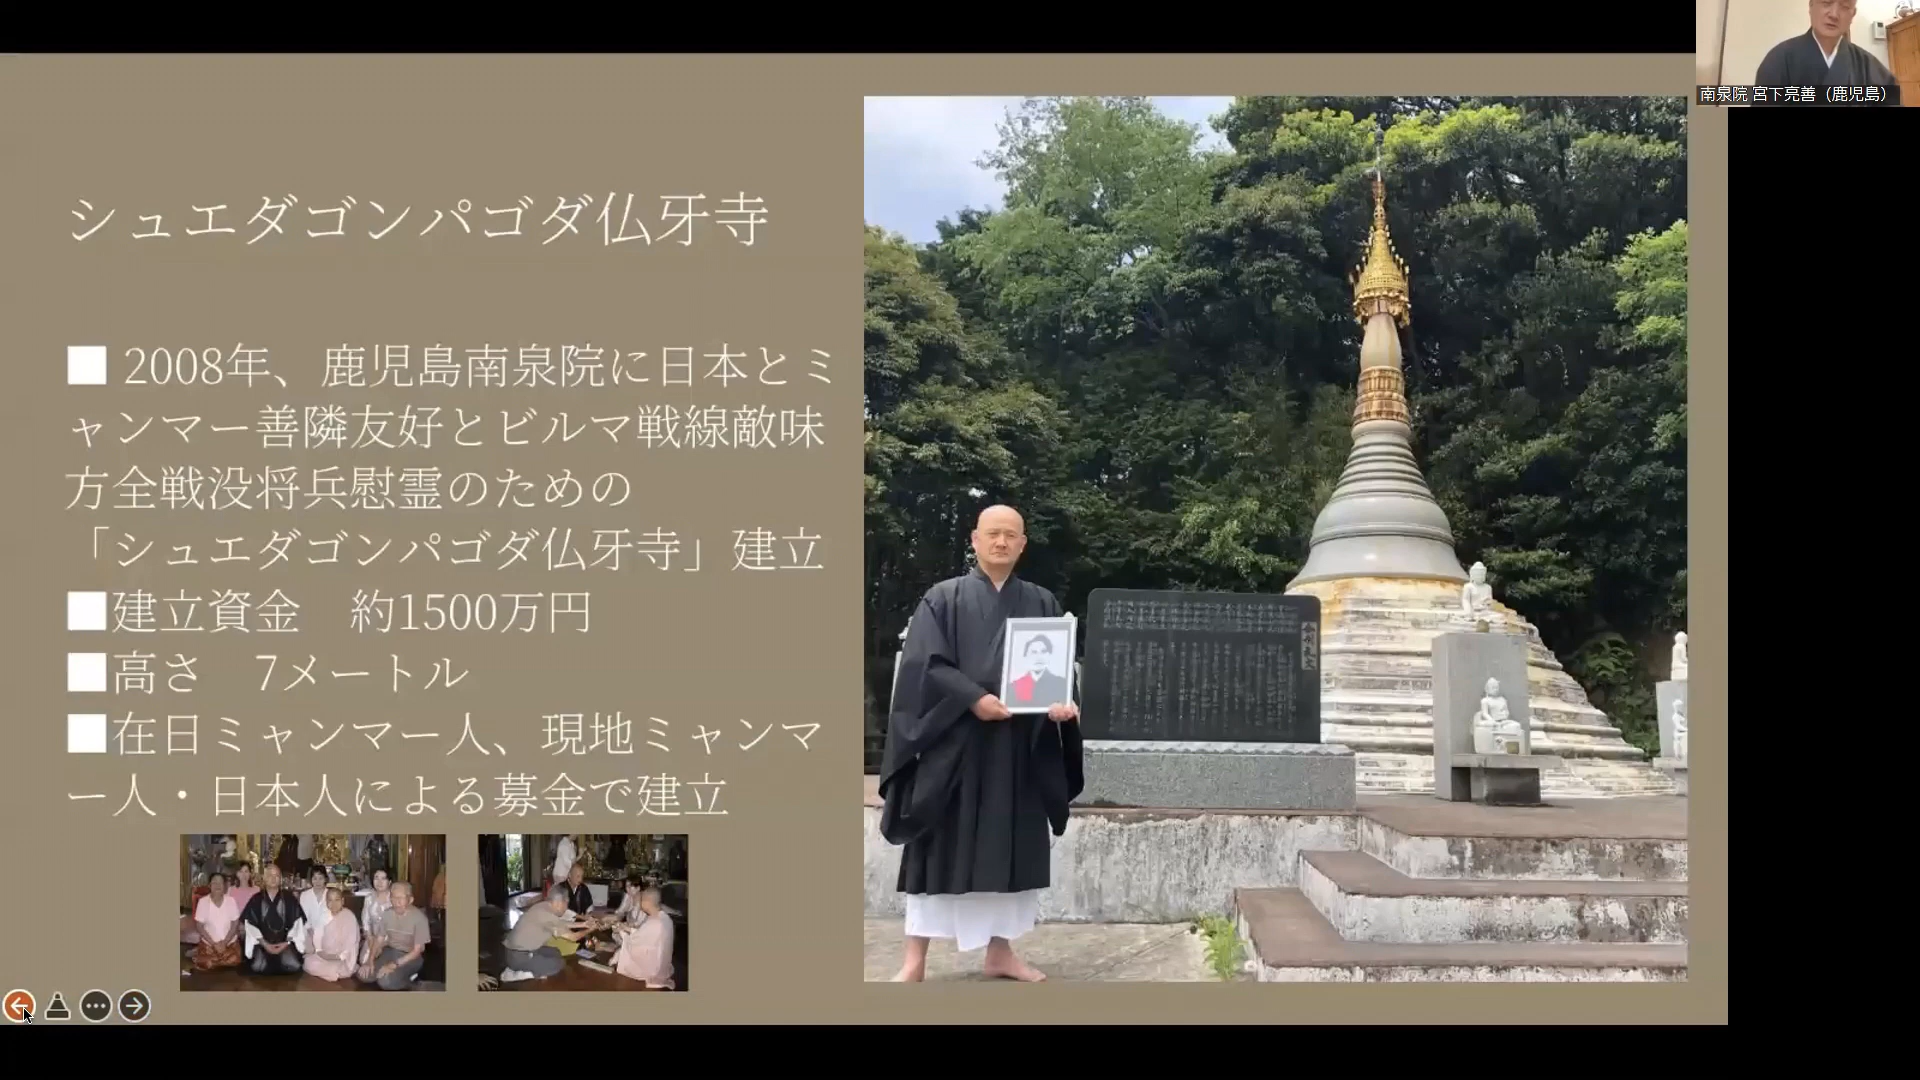 南泉院 宮下亮善（鹿児島）
シュエダゴンパゴダ仏牙寺
■ 2008年、鹿児島南泉院に日本とミ
ャンマー善隣友好とビルマ戦線敵味
方全戦没将兵慰霊のための
「シュエダゴンパゴダ仏牙寺」建立
■建立資金　約1500万円
■高さ　7メートル
■在日ミャンマー人、現地ミャンマ
ー人・日本人による募金で建立